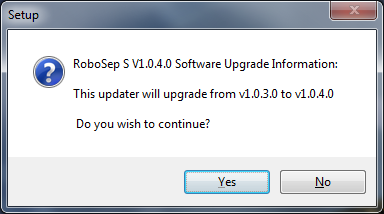 Setup
RoboSep S V1.0.4.0 Software Upgrade Information:
This updater will upgrade from v1.0.3.0 to v1.0.4.0
Do you wish to continue?
Yes
No